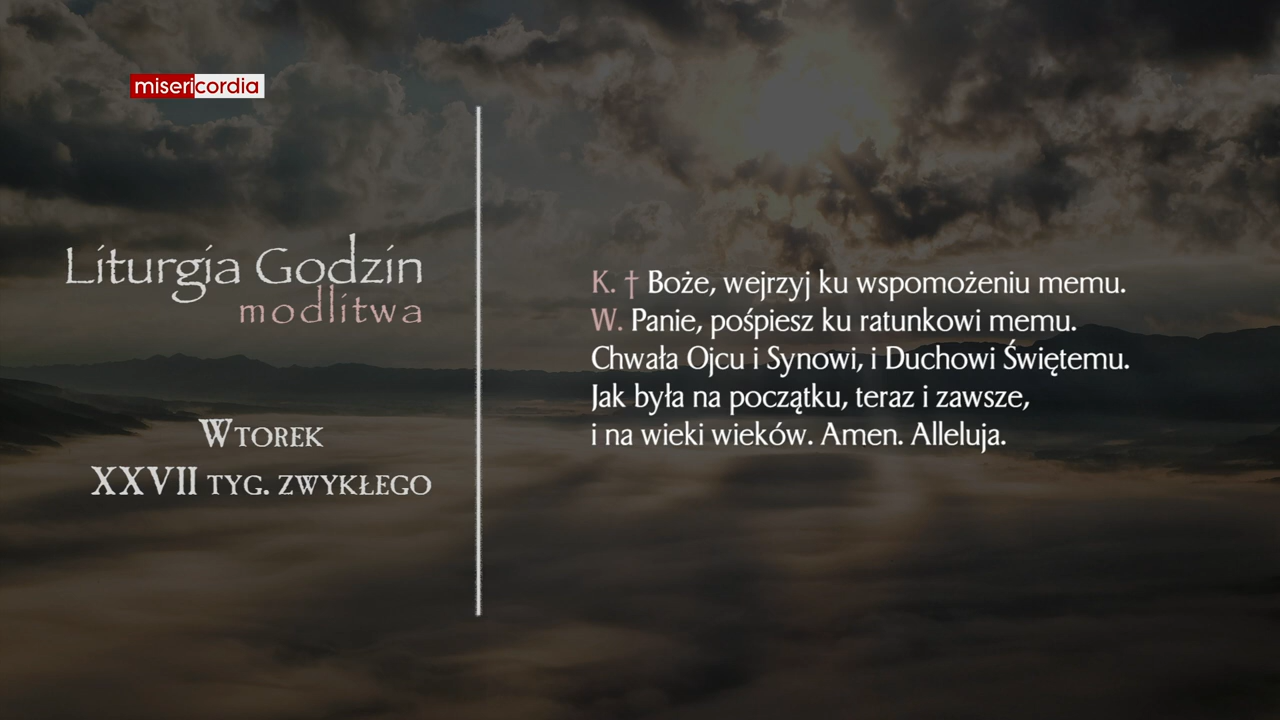 misericordia
Liturgia Godzin
modlitwa
Wtorek
XXVII tyg. zwykłego
K. † Boże, wejrzyj ku wspomożeniu memu.
W. Panie, pośpiesz ku ratunkowi memu.
Chwała Ojcu i Synowi, i Duchowi Świętemu.
Jak była na początku, teraz i zawsze,
i na wieki wieków. Amen. Alleluja.